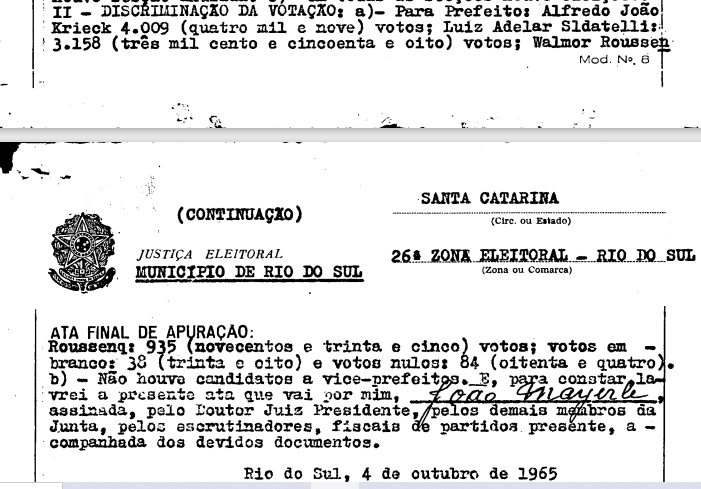 II - DISCRIMINAÇÃO DA VOTAÇÃO: a)- Para Prefeito: Alfredo João
Krieck 4.009 (quatro mil e nove) votos; Luiz Adelar Sldatelli:
3.158 (três mil cento e cincoenta e oito) votos; Walmor Roussen
Mod. Nº 8
SANTA CATARINA
(CONTINUAÇÃO)
(Circ. ou Estado)
JUSTIÇA ELEITORAL
26ª ZONA ELEITORAL - RIO DO SUL
MUNICÍPIO DE RIO DO SUL
(Zona ou Comarca)
ATA FINAL DE APURAÇÃO:
Roussenq: 935 (novecentos e trinta e cinco) votos; votos em -
branco: 38 (trinta e oito) e votos nulos: 84 (oitenta e quatro).
b) - Não houve candidatos a vice-prefeitos. E, para constar, la-
vrei a presente ata que vai por mim, João Mayerle,
assinada, pelo Doutor Juiz Presidente, pelos demais membros da
Junta, pelos escrutinadores, fiscais de partidos presente, a -
companhada dos devidos documentos.
Rio do Sul, 4 de outubro de 1965